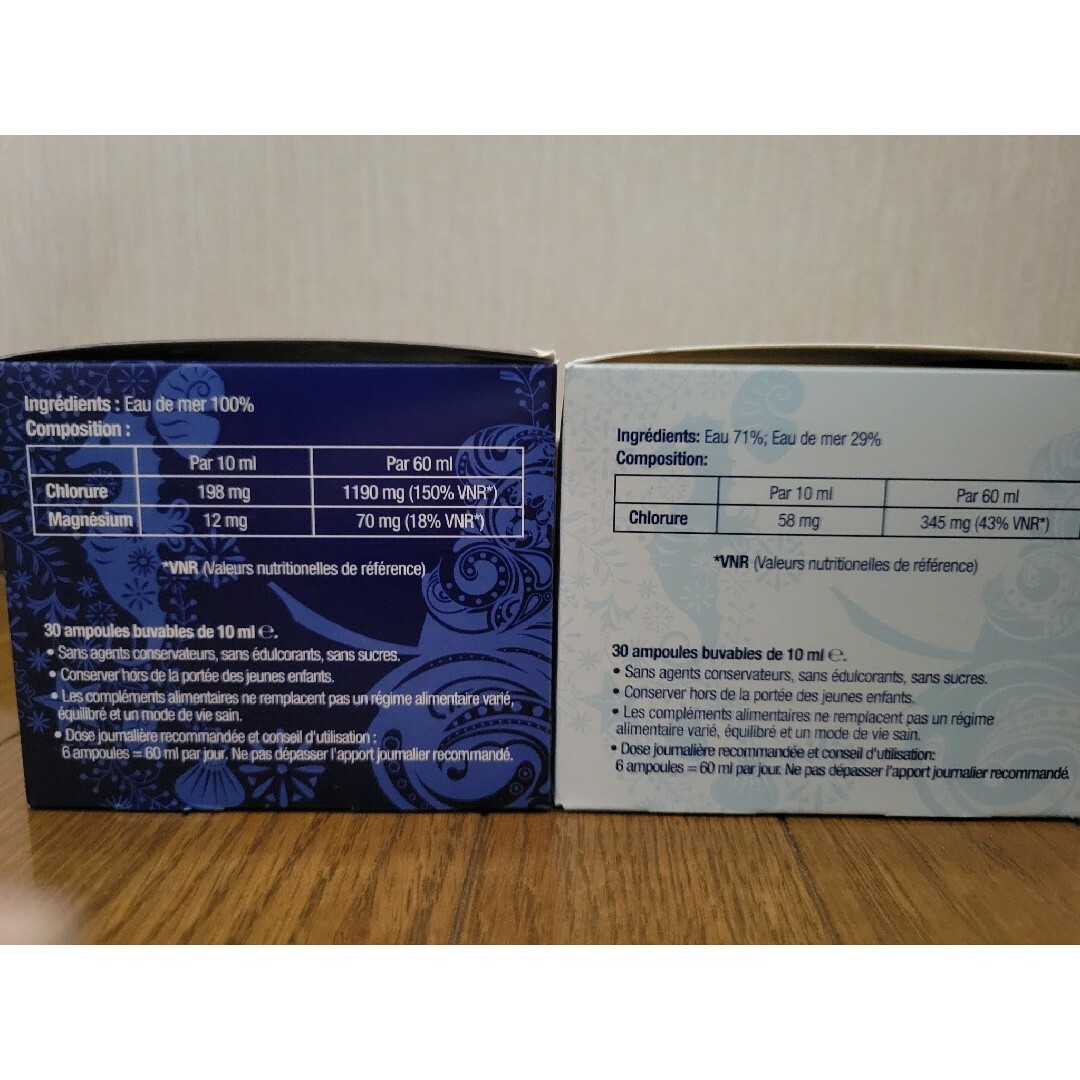 Ingrédients : Eau de mer 100%
Composition :
Par 10 ml Par 60 ml
Chlorure 198 mg 1190 mg (150% VNR*)
Magnésium 12 mg 70 mg (18% VNR*)
*VNR (Valeurs nutritionelles de référence)
30 ampoules buvables de 10 ml ℮.
• Sans agents conservateurs, sans édulcorants, sans sucres.
• Conserver hors de la portée des jeunes enfants.
• Les compléments alimentaires ne remplacent pas un régime alimentaire varié,
équilibré et un mode de vie sain.
• Dose journalière recommandée et conseil d'utilisation :
6 ampoules = 60 ml par jour. Ne pas dépasser l'apport journalier recommandé.
Ingrédients: Eau 71%; Eau de mer 29%
Composition:
Par 10 ml Par 60 ml
Chlorure 58 mg 345 mg (43% VNR*)
*VNR (Valeurs nutritionelles de référence)
30 ampoules buvables de 10 ml ℮.
• Sans agents conservateurs, sans édulcorants, sans sucres.
• Conserver hors de la portée des jeunes enfants.
• Les compléments alimentaires ne remplacent pas un régime
alimentaire varié, équilibré et un mode de vie sain.
• Dose journalière recommandée et conseil d'utilisation:
6 ampoules = 60 ml par jour. Ne pas dépasser l'apport journalier recommandé.